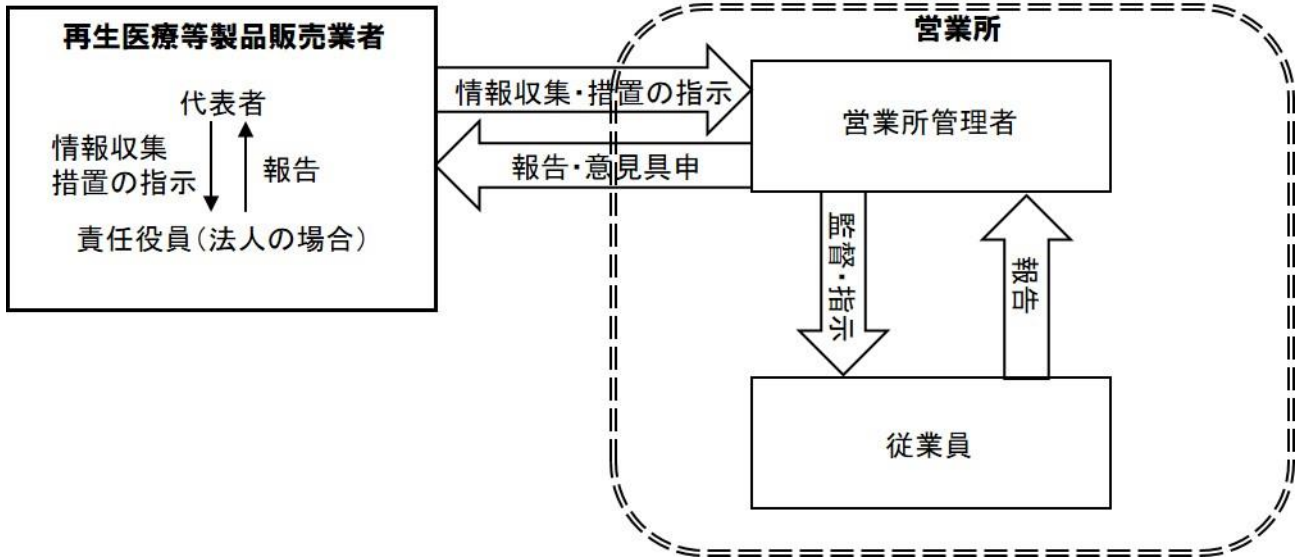 再生医療等製品販売業者
代表者
情報収集
措置の指示
報告
責任役員（法人の場合）
情報収集・措置の指示
報告・意見具申
営業所
営業所管理者
監督・指示
報告
従業員